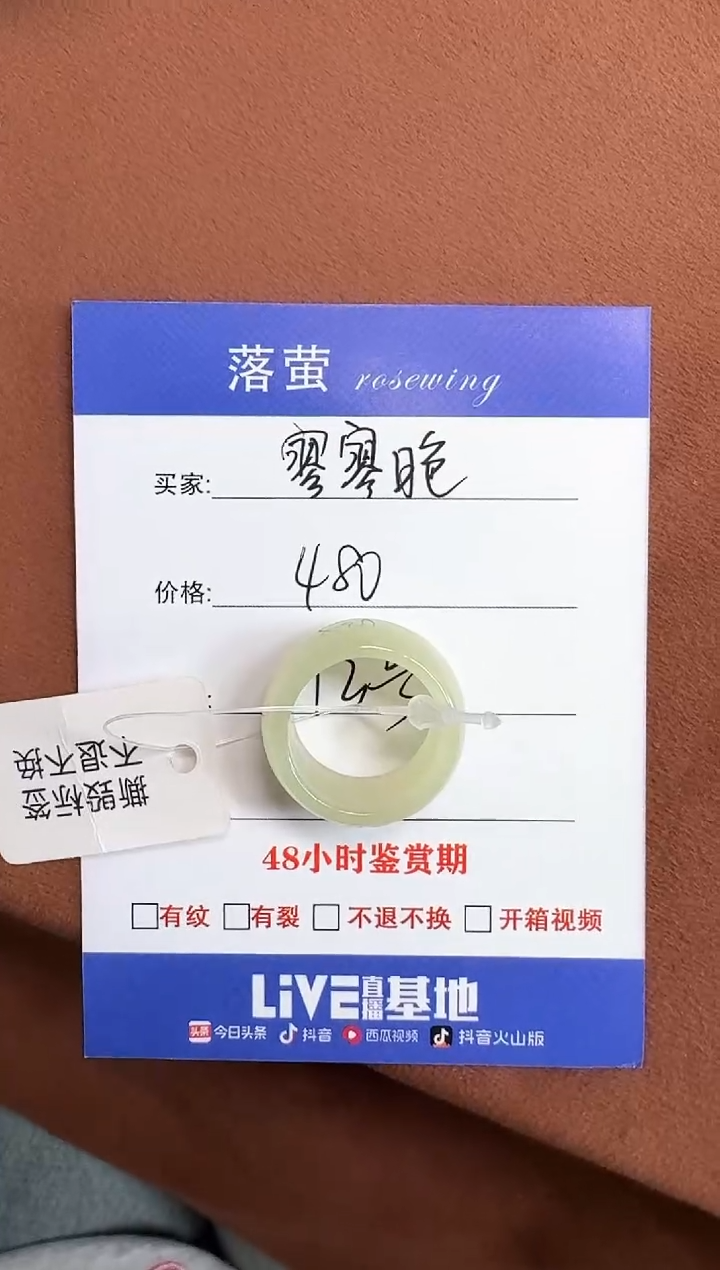 落萤 rosewing
买家:
价格: 480
:
撕毁标签
不退不换
48小时鉴赏期
□有纹 □有裂 □不退不换 □开箱视频
LiVE直播基地
头条 今日头条 抖音 西瓜视频 抖音火山版